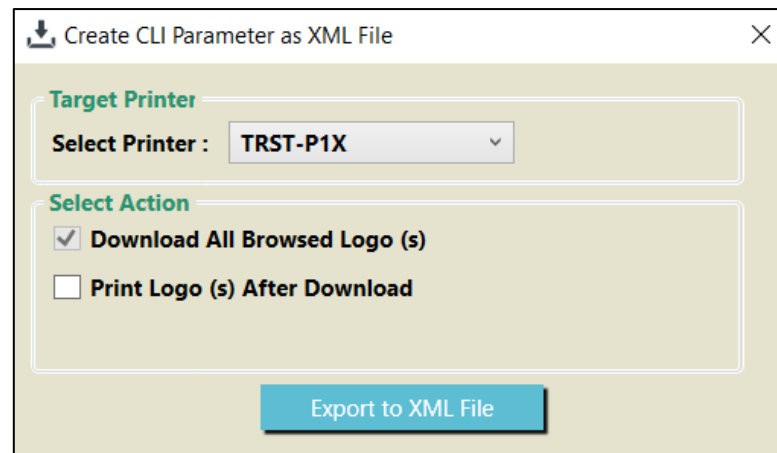 Create CLI Parameter as XML File
Target Printer
Select Printer : TRST-P1X
Select Action
Download All Browsed Logo (s)
Print Logo (s) After Download
Export to XML File